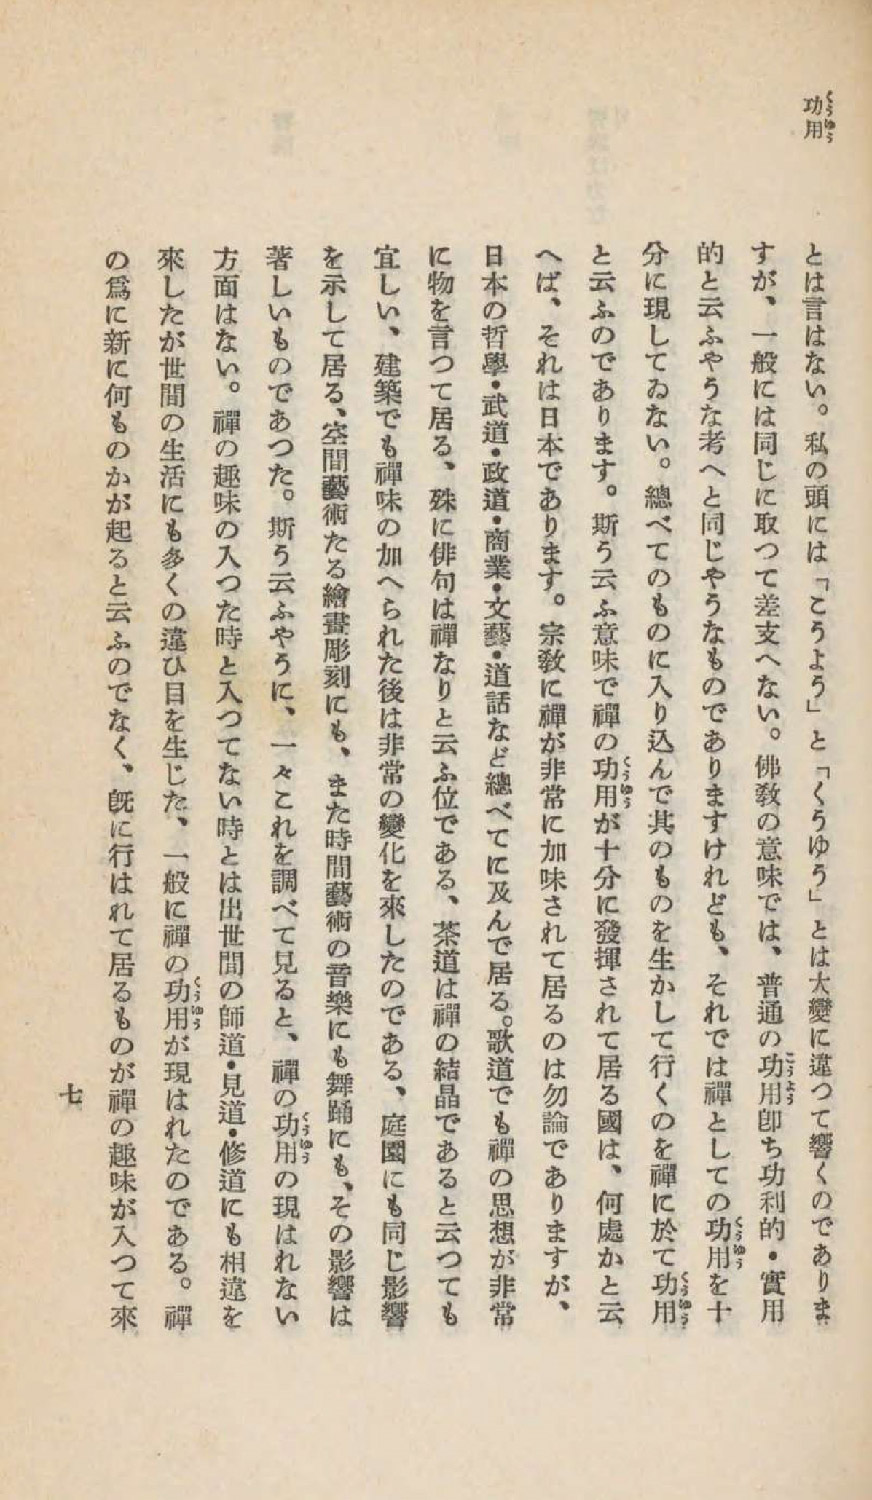 功用
とは言はない。私の頭には「こうよう」と「くうゆう」とは大變に違つて響くのでありま
すが、一般には同じに取つて差支へない。佛敎の意味では、普通の功用卽ち功利的・實用
的と云ふやうな考へと同じやうなものでありますけれども、それでは禪としての功用を十
分に現してゐない。總べてのものに入り込んで其のものを生かして行くのを禪に於て功用
と云ふのであります。斯う云ふ意味で禪の功用が十分に發揮されて居る國は、何處かと云
へば、それは日本であります。宗敎に禪が非常に加味されて居るのは勿論でありますが、
日本の哲學・武道・政道・商業・文藝・道話など總べてに及んで居る。歌道でも禪の思想が非常
に物を言つて居る、殊に俳句は禪なりと云ふ位である、茶道は禪の結晶であると云つても
宜しい、建築でも禪味の加へられた後は非常の變化を來したのである、庭園にも同じ影響
を示して居る、空間藝術たる繪畫彫刻にも、また時間藝術の音樂にも舞踊にも、その影響は
著しいものであつた。斯う云ふやうに、一々これを調べて見ると、禪の功用の現はれない
方面はない。禪の趣味の入つた時と入つてない時とは出世間の師道・見道・修道にも相違を
來したが世間の生活にも多くの違ひ目を生じた、一般に禪の功用が現はれたのである。禪
の爲に新に何ものかが起ると云ふのでなく、旣に行はれて居るものが禪の趣味が入つて來
七